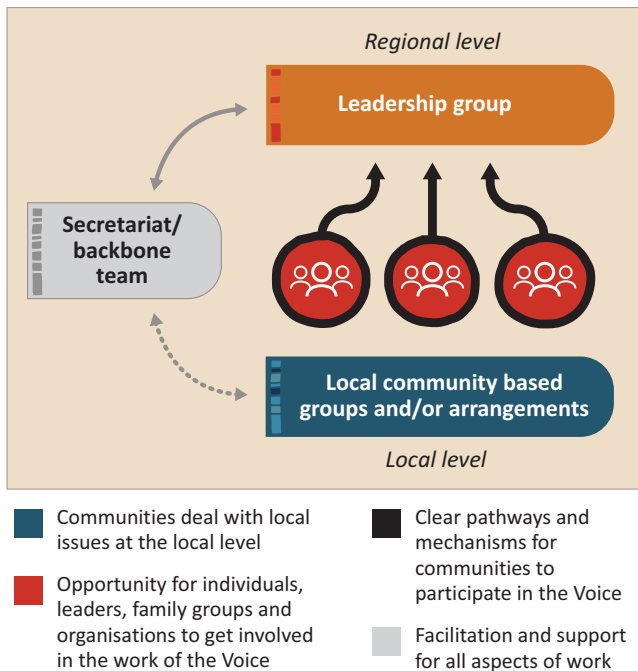 Regional level
Leadership group
Secretariat/
backbone
team
Local community based
groups and/or arrangements
Local level
Communities deal with local
issues at the local level
Opportunity for individuals,
leaders, family groups and
organisations to get involved
in the work of the Voice
Clear pathways and
mechanisms for
communities to
participate in the Voice
Facilitation and support
for all aspects of work